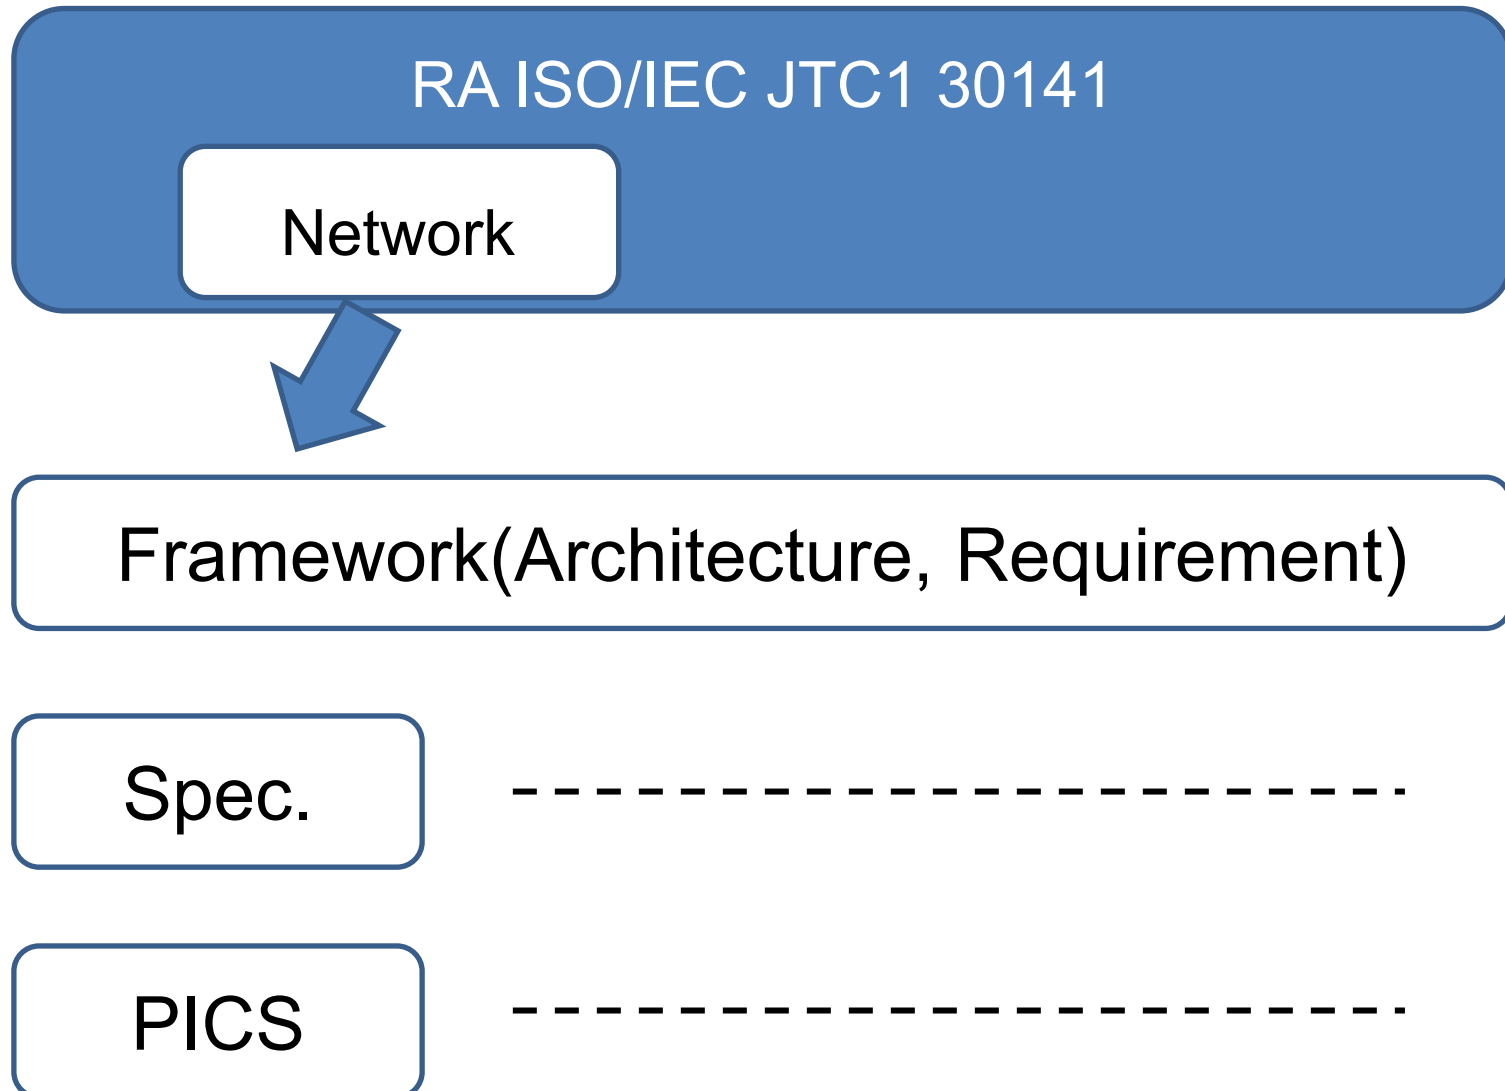 RA ISO/IEC JTC1 30141
Network
Framework(Architecture, Requirement)
Spec.
PICS